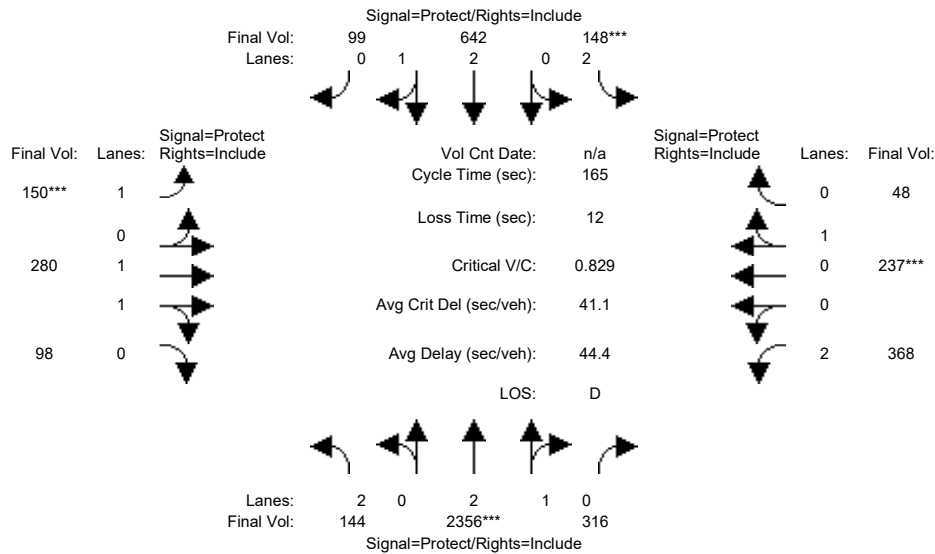 Signal=Protect/Rights=Include
Final Vol: 99 642 148***
Lanes: 0 1 2 0 2
Signal=Protect Signal=Protect
Final Vol: Lanes: Rights=Include Vol Cnt Date: n/a Rights=Include Lanes: Final Vol:
Cycle Time (sec): 165
150*** 1 0 48
Loss Time (sec): 12
0 1
280 1 Critical V/C: 0.829 0 237***
1 Avg Crit Del (sec/veh): 41.1 0
98 0 Avg Delay (sec/veh): 44.4 2 368
LOS: D
Lanes: 2 0 2 1 0
Final Vol: 144 2356*** 316
Signal=Protect/Rights=Include